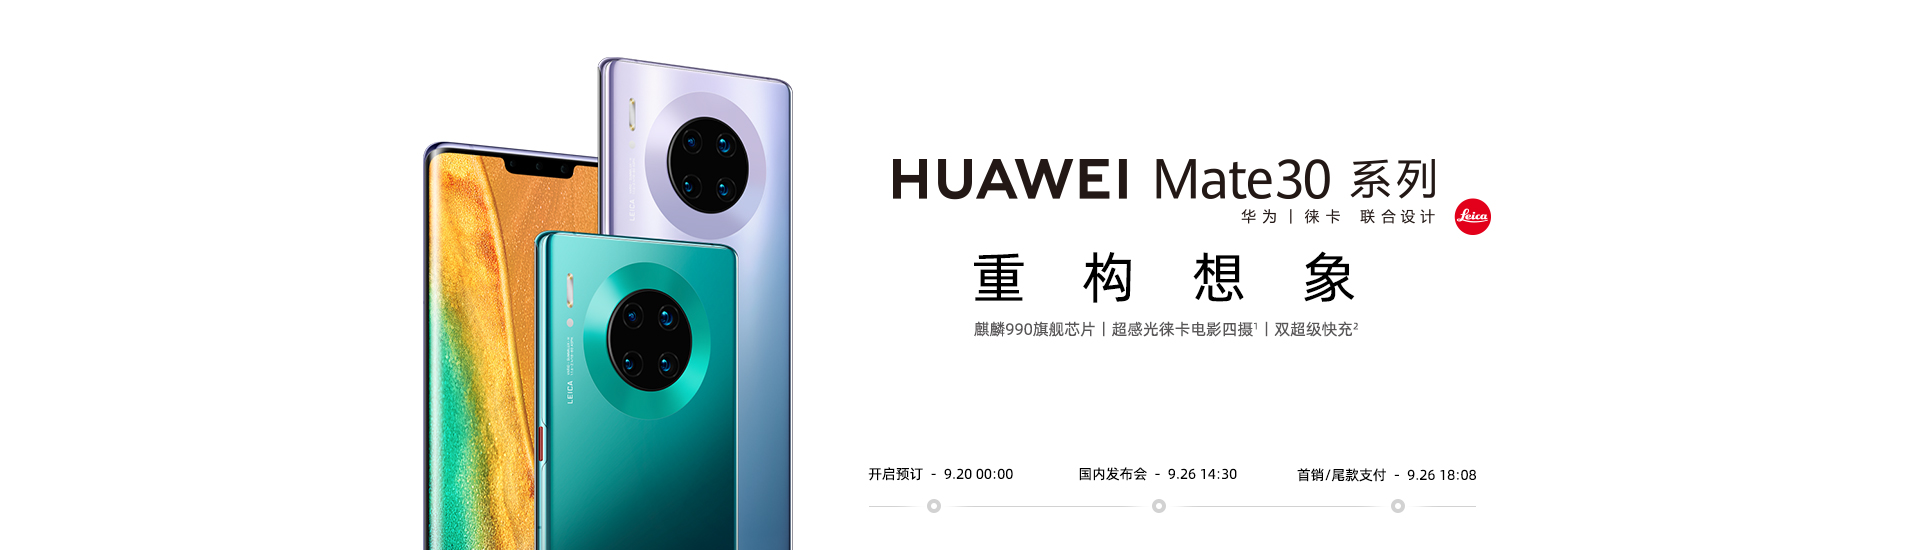 HUAWEI Mate30 系列
华为 | 徕卡 联合设计
Leica
重构想象
麒麟990旗舰芯片 | 超感光徕卡电影四摄¹ | 双超级快充²
开启预订 - 9.20 00:00
国内发布会 - 9.26 14:30
首销/尾款支付 - 9.26 18:08
LEICA
LEICA